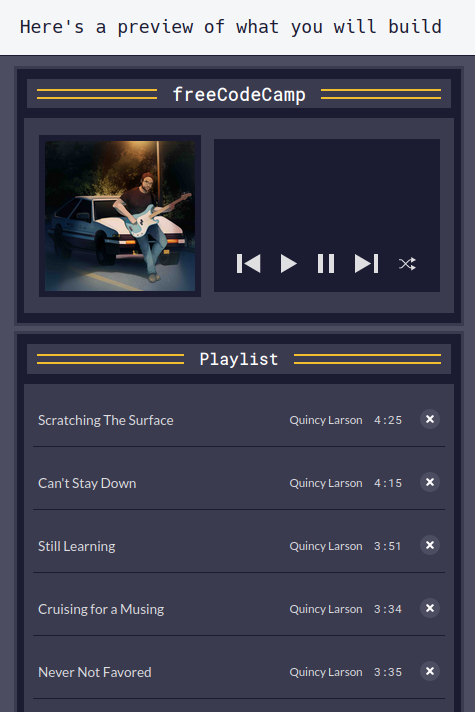 Here's a preview of what you will build
freeCodeCamp
Playlist
Scratching The Surface Quincy Larson 4:25
Can't Stay Down Quincy Larson 4:15
Still Learning Quincy Larson 3:51
Cruising for a Musing Quincy Larson 3:34
Never Not Favored Quincy Larson 3:35